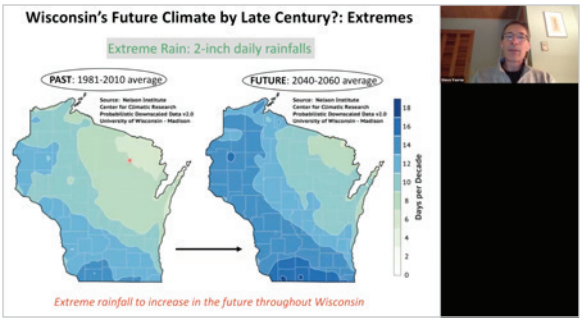 Wisconsin's Future Climate by Late Century?: Extremes
Extreme Rain: 2-inch daily rainfalls
PAST: 1981-2010 average
Source: Nelson Institute
Center for Climatic Research
Probabilistic Downscaled Data v2.0
University of Wisconsin - Madison
FUTURE: 2040-2060 average
Source: Nelson Institute
Center for Climatic Research
Probabilistic Downscaled Data v2.0
University of Wisconsin - Madison
18
16
14
12
10
8
6
4
2
0
Days per Decade
Extreme rainfall to increase in the future throughout Wisconsin